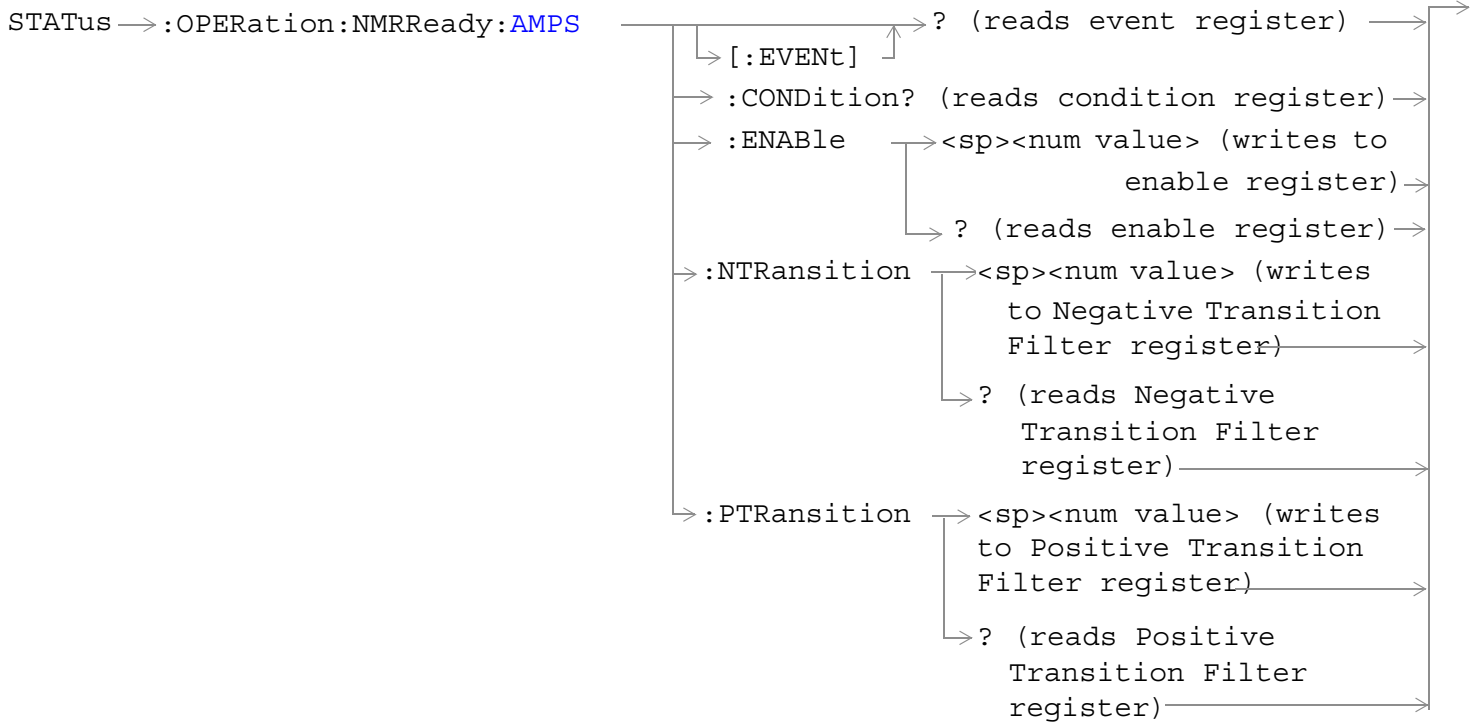 STATus :OPERation:NMRReady:AMPS ? (reads event register)
[:EVENt]
:CONDition? (reads condition register)
:ENABle <sp><num value> (writes to
enable register)
? (reads enable register)
:NTRansition <sp><num value> (writes
to Negative Transition
Filter register)
? (reads Negative
Transition Filter
register)
:PTRansition <sp><num value> (writes
to Positive Transition
Filter register)
? (reads Positive
Transition Filter
register)